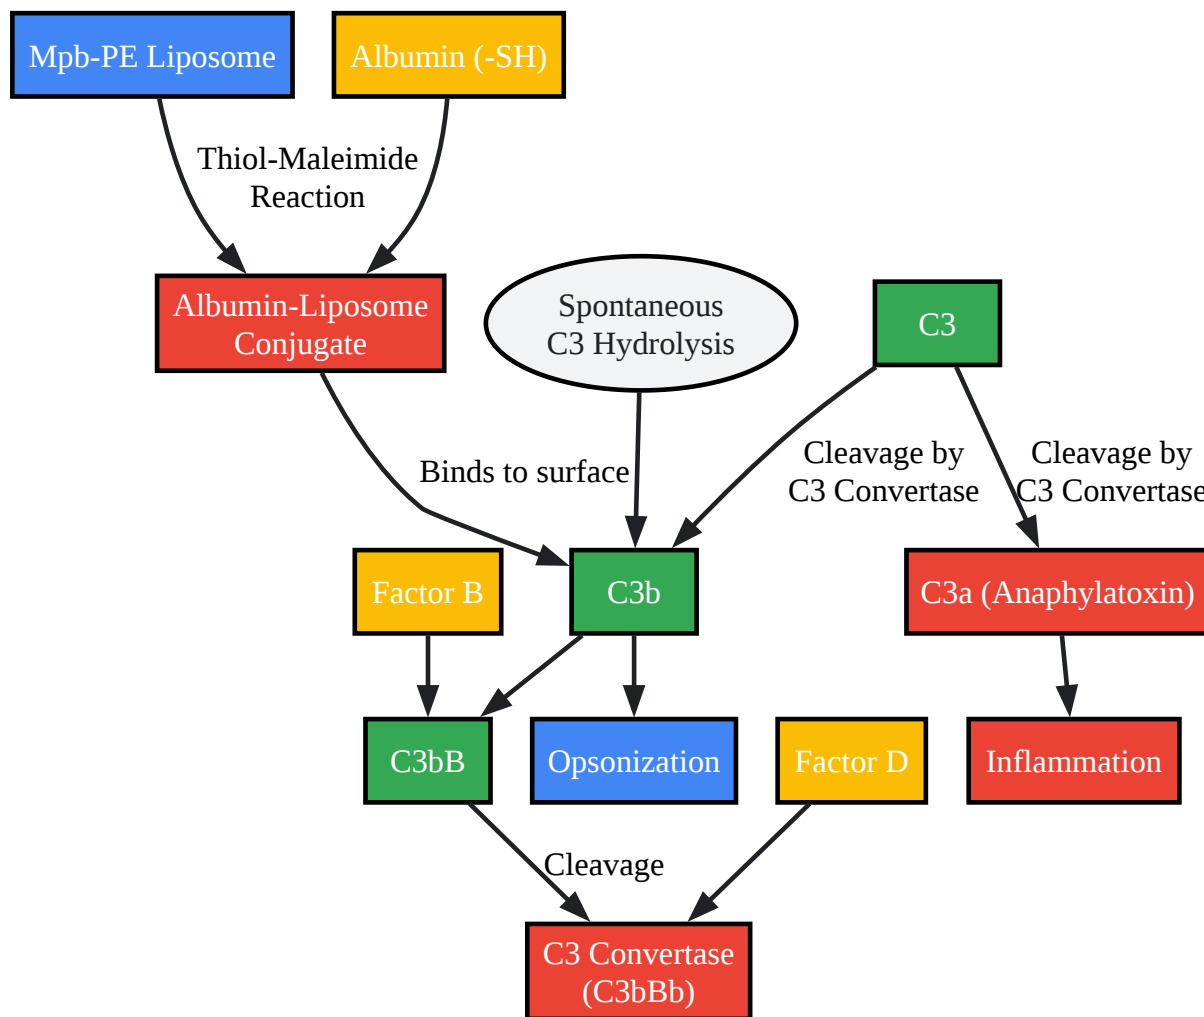 Mpb-PE Liposome
Albumin (-SH)
Thiol-Maleimide
Reaction
Albumin-Liposome
Conjugate
Spontaneous
C3 Hydrolysis
C3
Binds to surface
Cleavage by
C3 Convertase
Cleavage by
C3 Convertase
Factor B
C3b
C3a (Anaphylatoxin)
C3bB
Opsonization
Factor D
Inflammation
Cleavage
C3 Convertase
(C3bBb)